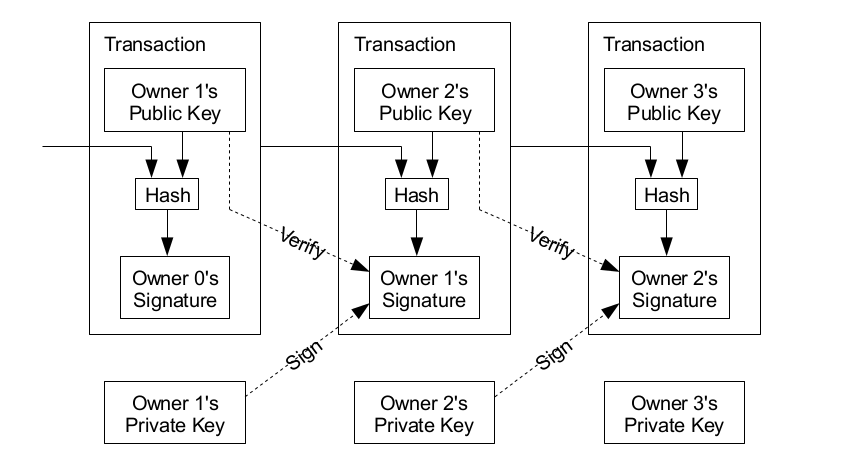 Transaction
Owner 1's
Public Key
Hash
Owner 0's
Signature
Transaction
Owner 2's
Public Key
Hash
Verify
Owner 1's
Signature
Sign
Transaction
Owner 3's
Public Key
Hash
Verify
Owner 2's
Signature
Sign
Owner 1's
Private Key
Owner 2's
Private Key
Owner 3's
Private Key